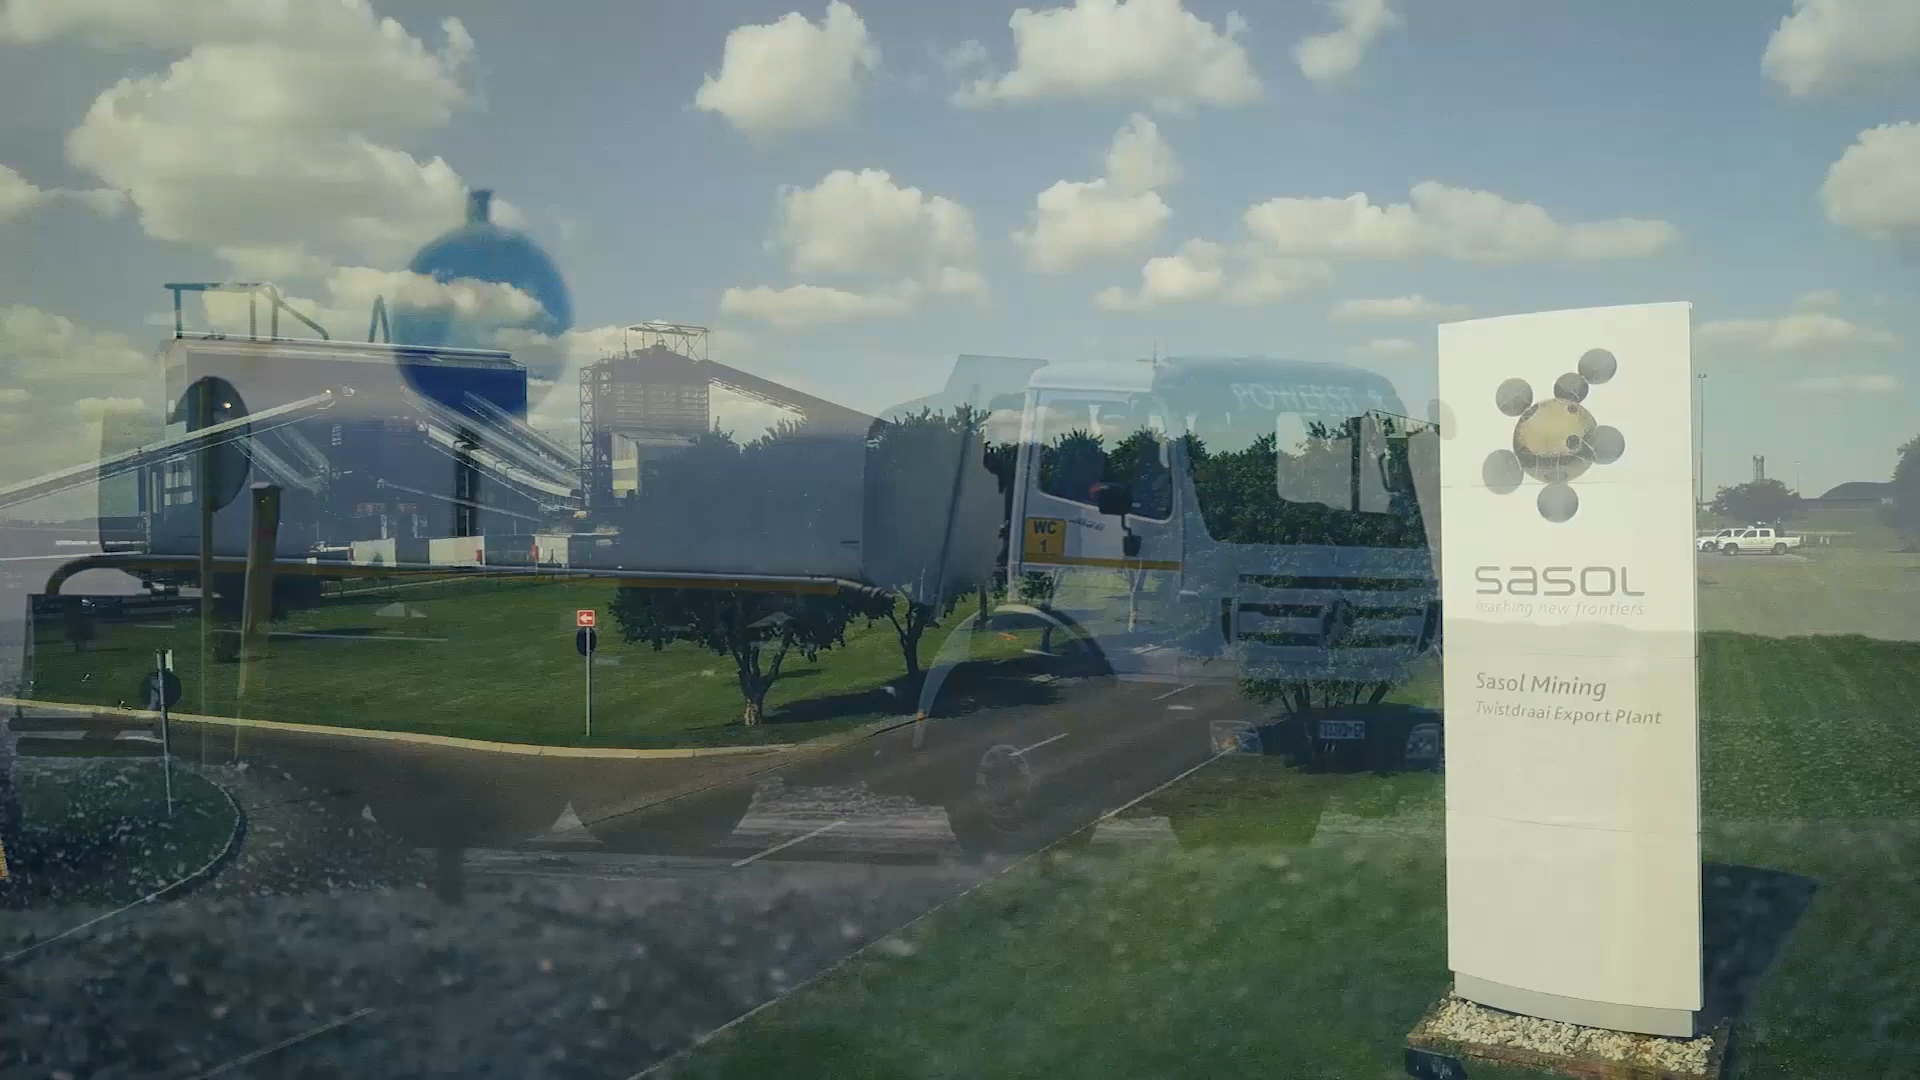 WC
1
sasol
reaching new frontiers
Sasol Mining
Twistdraai Export Plant